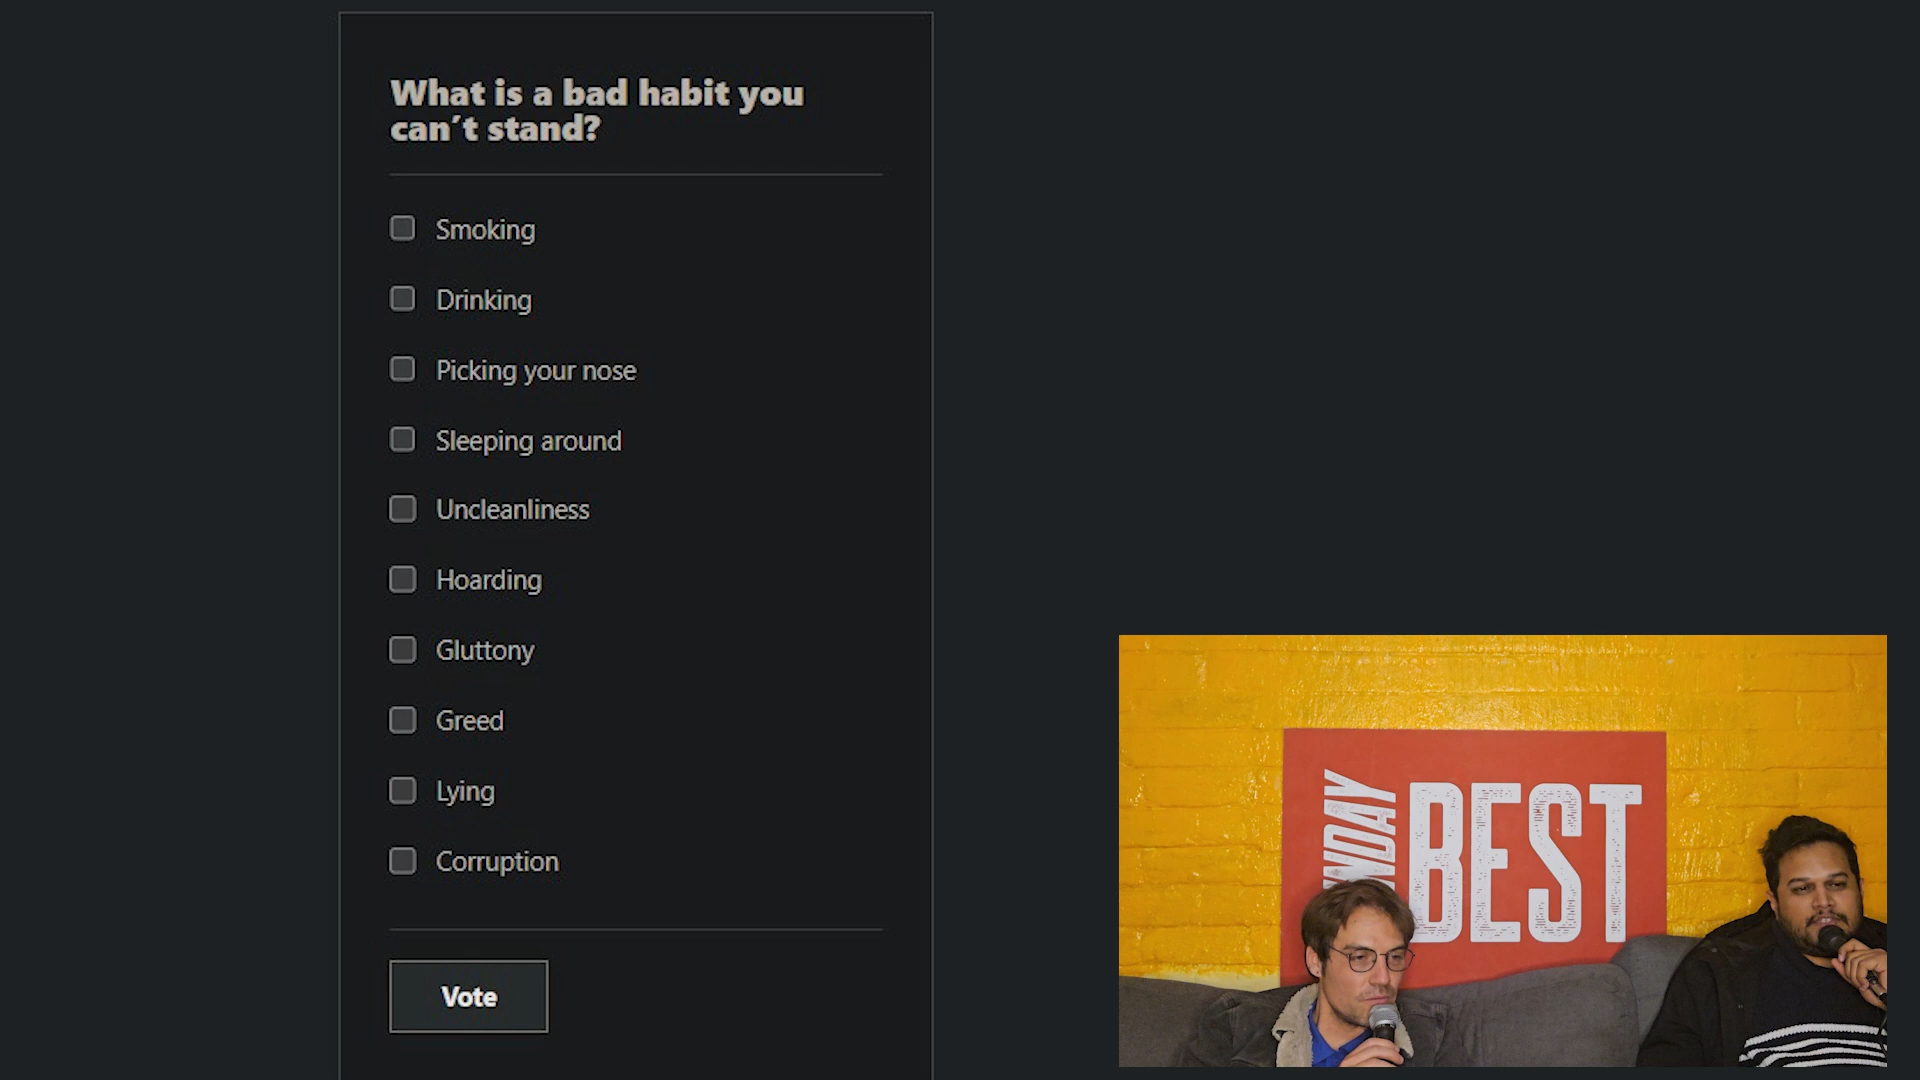 What is a bad habit you
can´t stand?
Smoking
Drinking
Picking your nose
Sleeping around
Uncleanliness
Hoarding
Gluttony
Greed
Lying
Corruption
Vote
NDAY
BEST